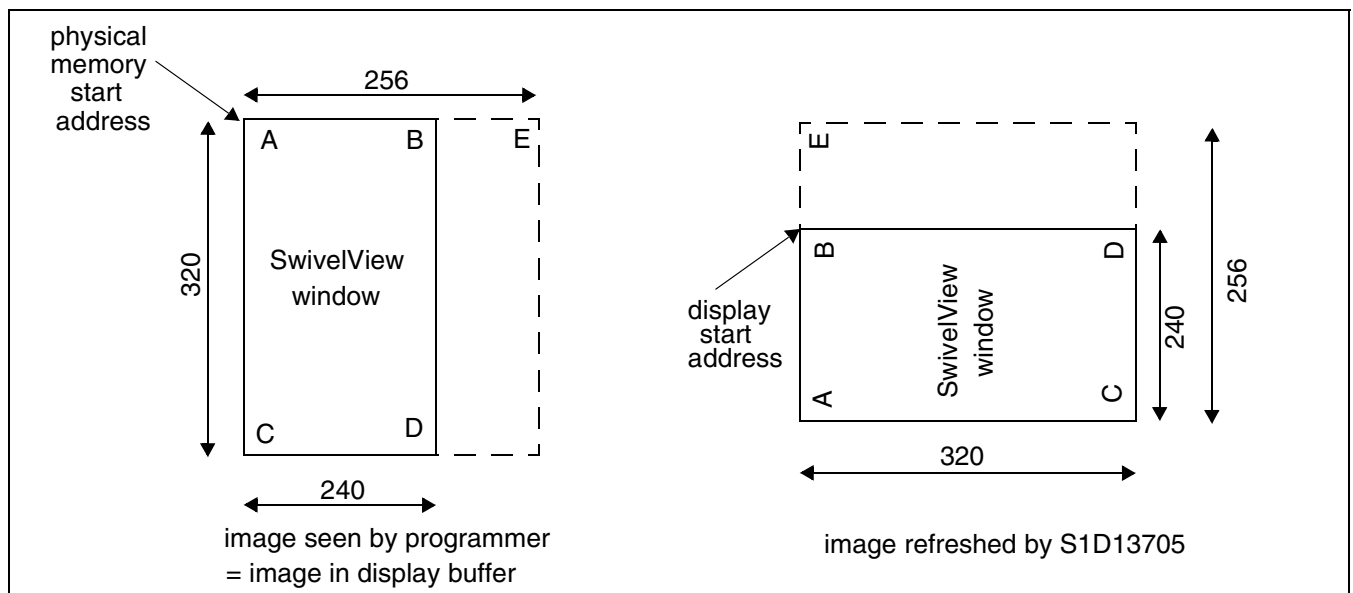 physical
memory
start
address
256
A
B
E
320
SwivelView
window
C
D
240
image seen by programmer
= image in display buffer
E
B
D
SwivelView
window
display
start
address
A
C
240
256
320
image refreshed by S1D13705